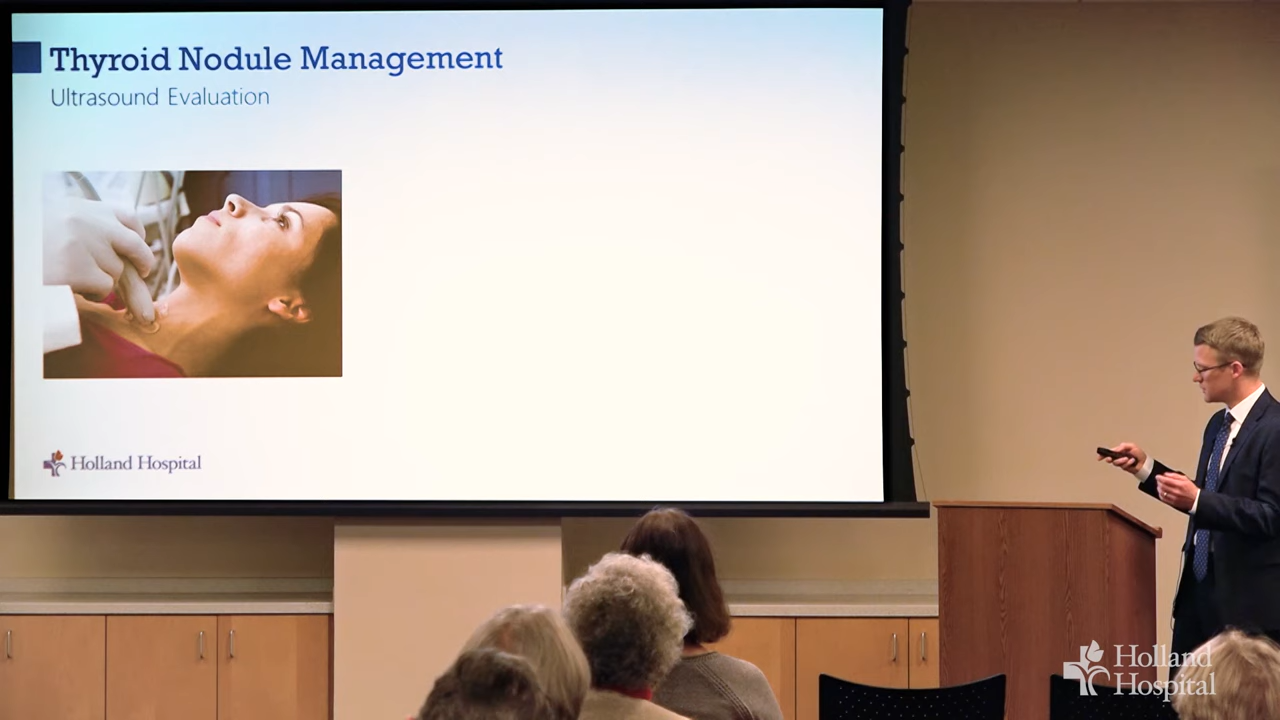 Thyroid Nodule Management
Ultrasound Evaluation
Holland Hospital
Holland
Hospital